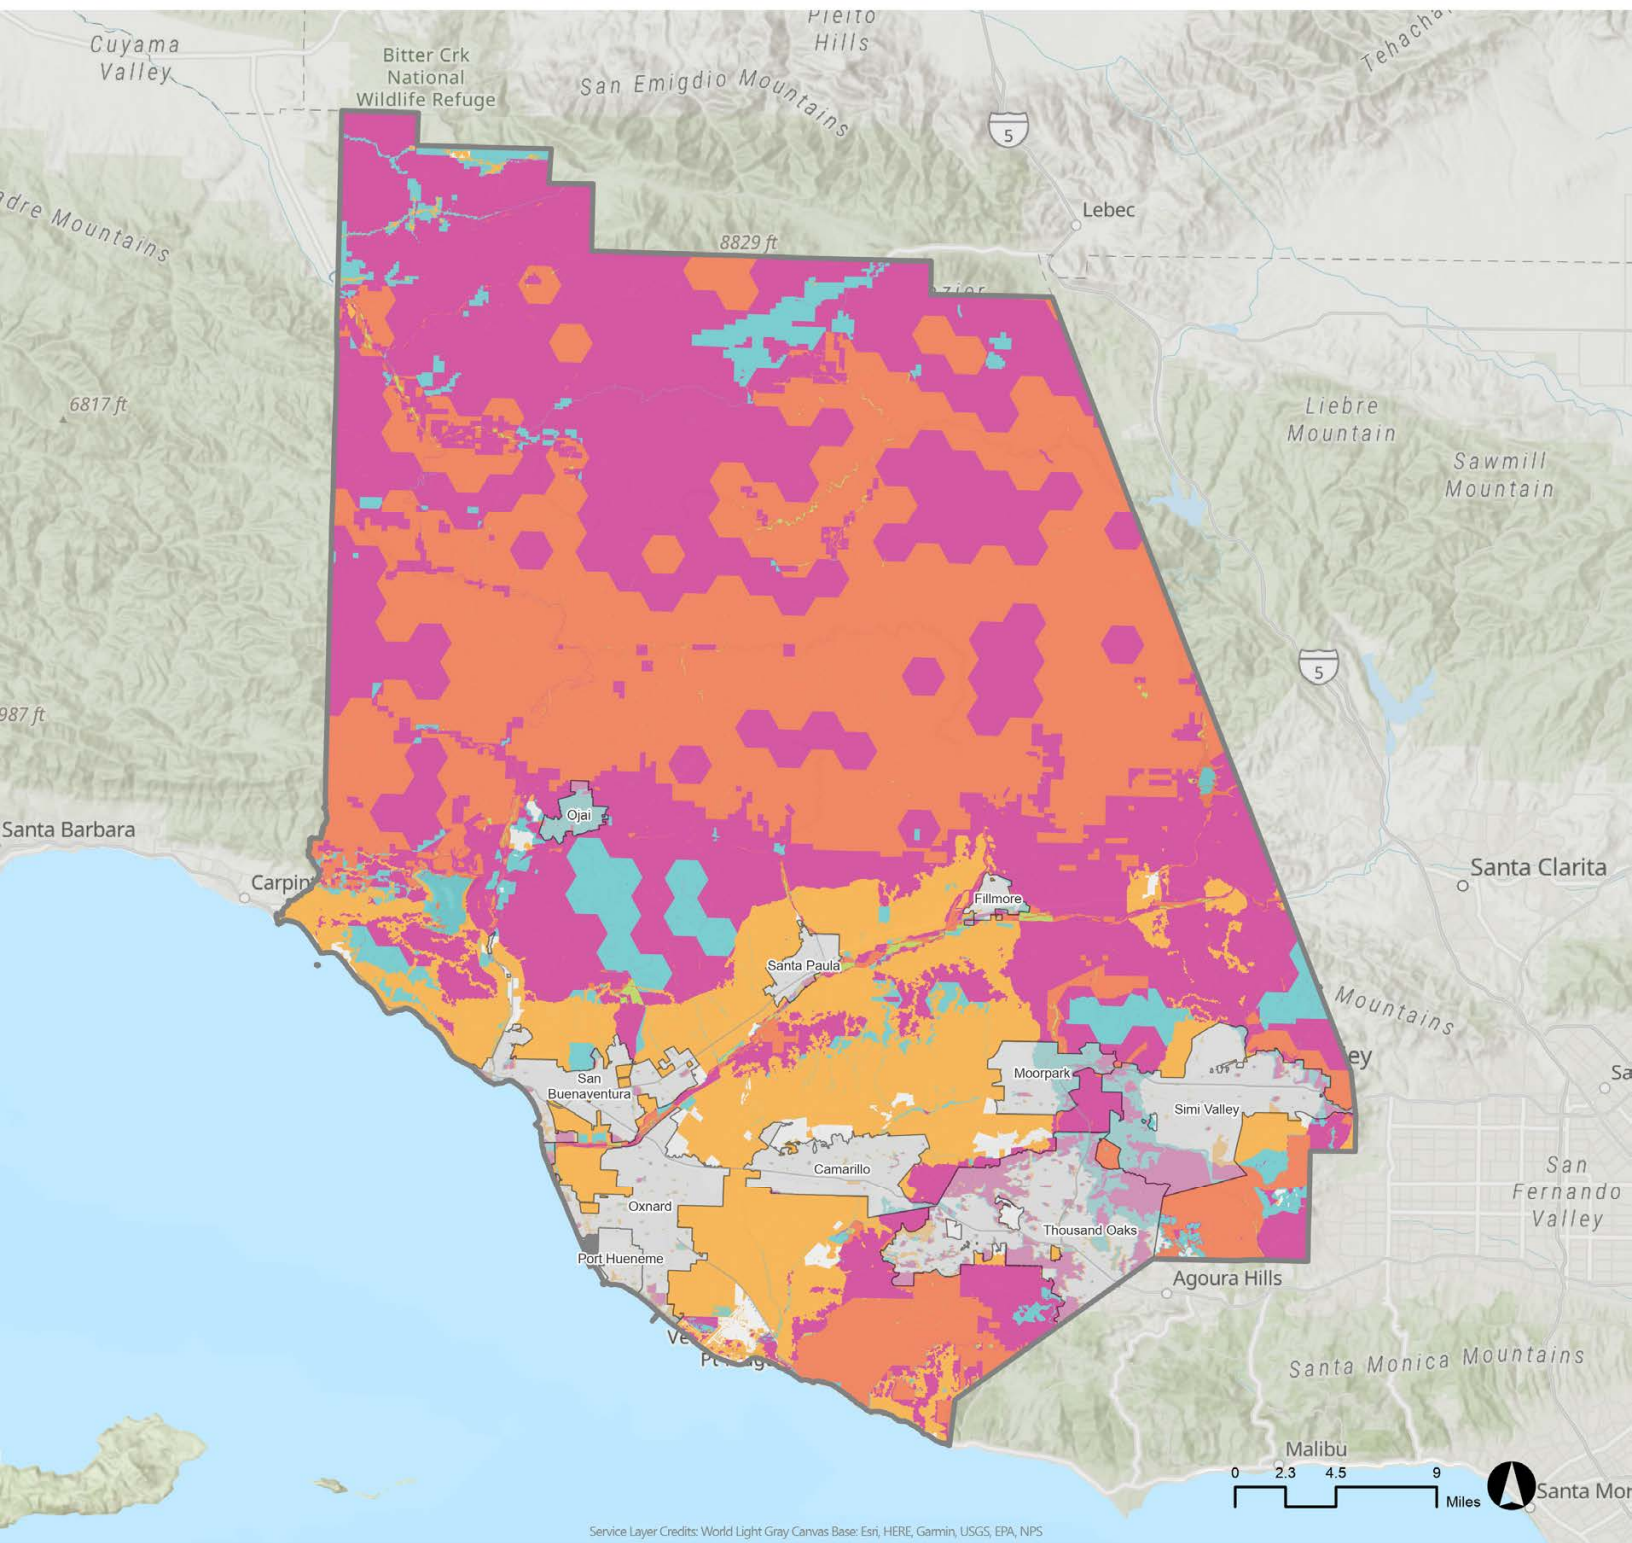 Pleito
Hills
Cuyama
Valley
Bitter Crk
National
Wildlife Refuge
San Emigdio Mountains
5
Lebec
8829 ft
Mountains
6817 ft
Liebre
Mountain
Sawmill
Mountain
5
987 ft
Ojai
Santa Barbara
Santa Clarita
Fillmore
Santa Paula
Mountains
Moorpark
San
Buenaventura
Simi Valley
Camarillo
San
Fernando
Valley
Oxnard
Thousand Oaks
Port Hueneme
Agoura Hills
Santa Monica Mountains
Malibu
0 2.3 4.5 9
Miles
Service Layer Credits: World Light Gray Canvas Base: Esri, HERE, Garmin, USGS, EPA, NPS